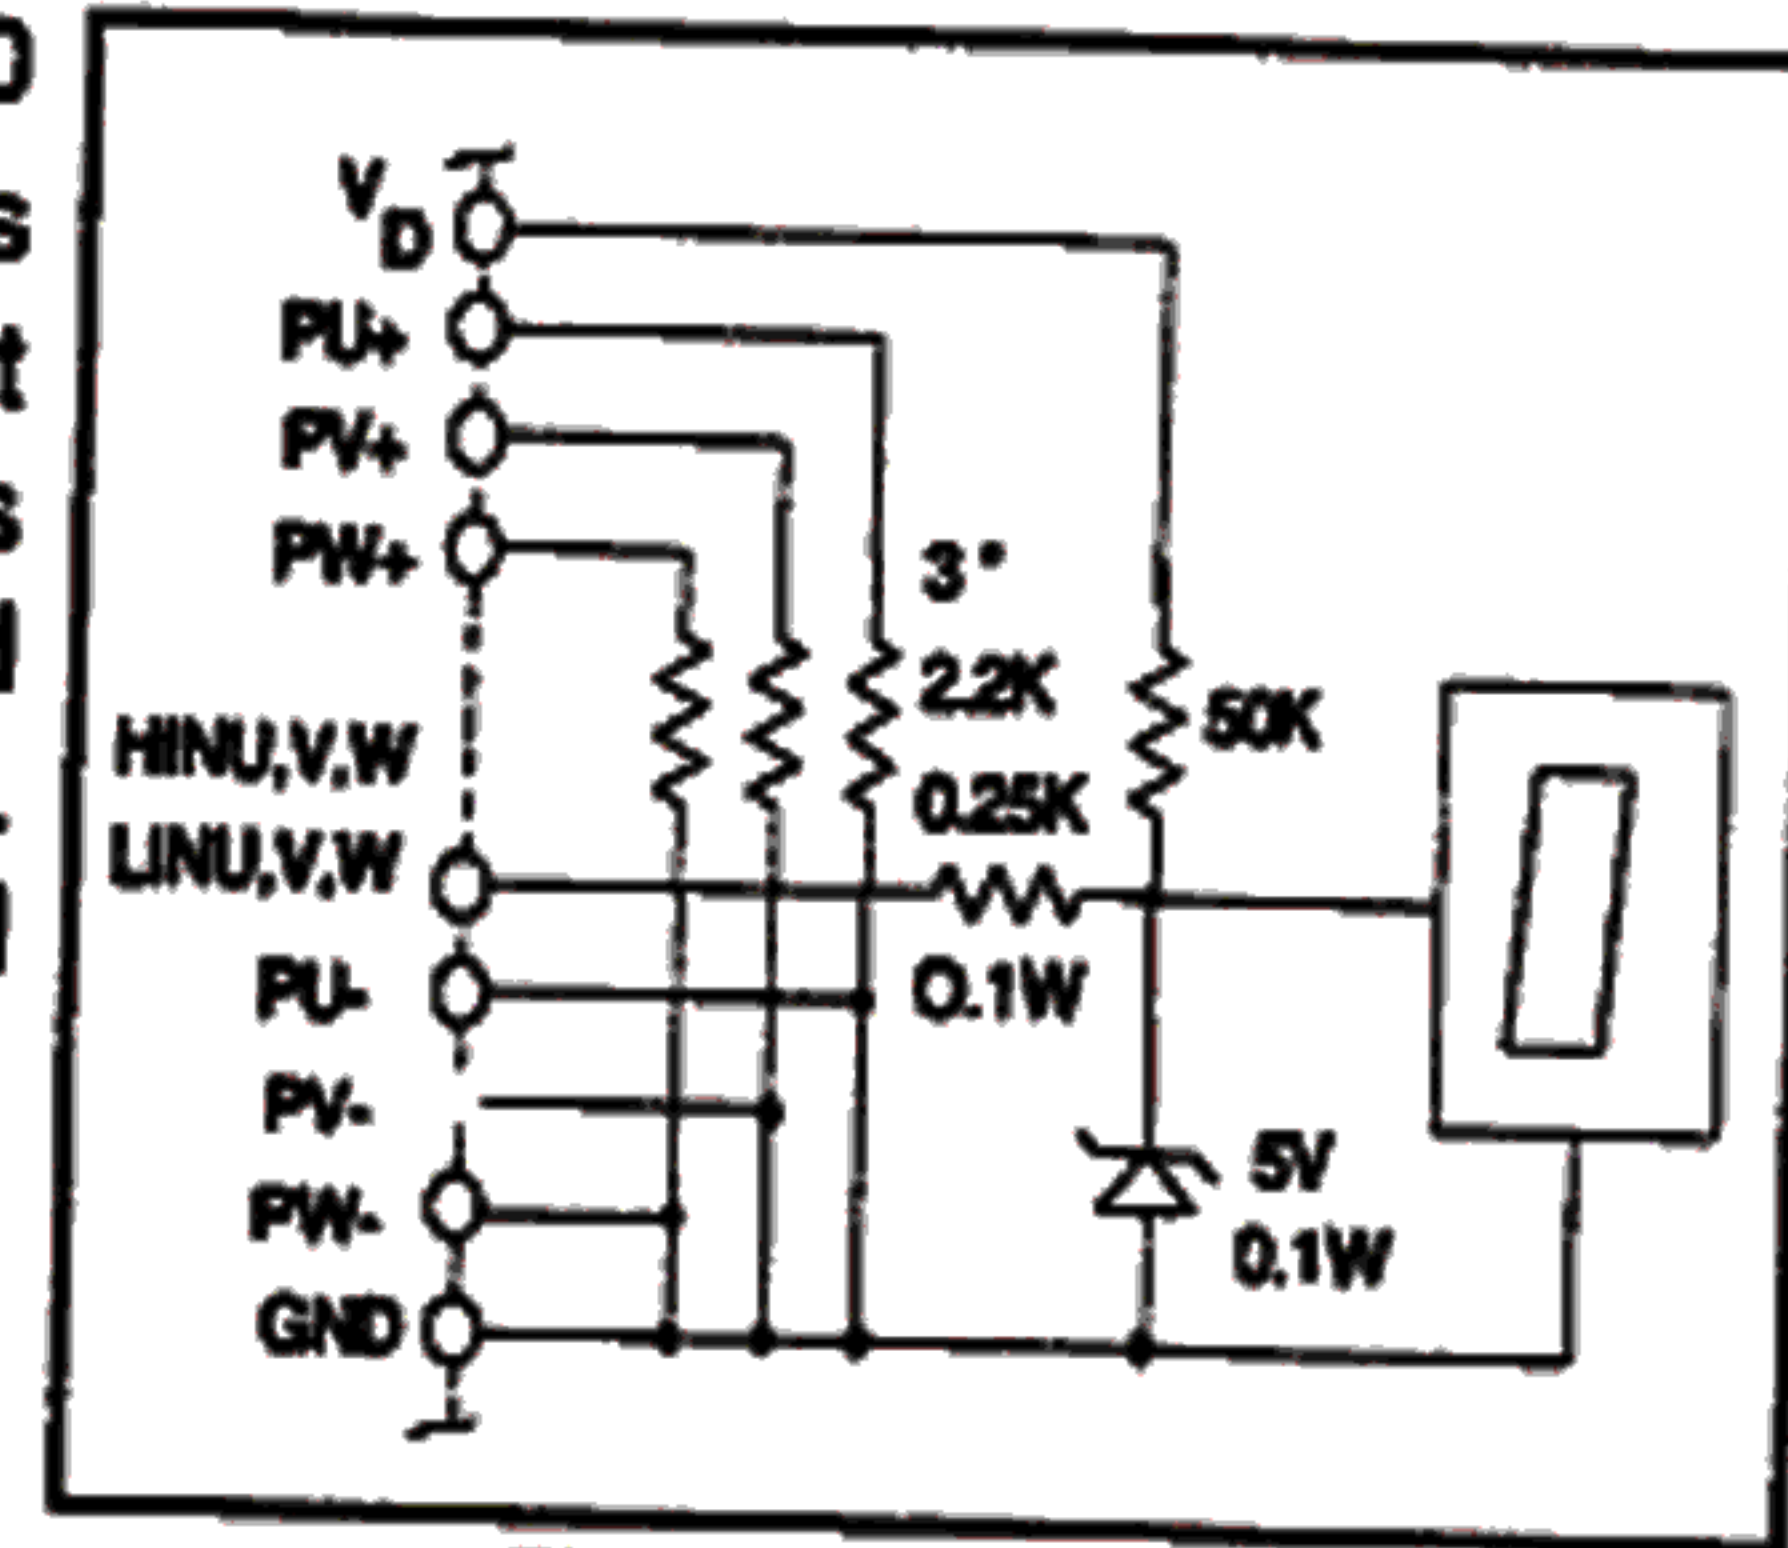 V
D
PU+
PV+
PW+
3*
2.2K
50K
HINU,V,W
0.25K
LINU,V,W
PU-
0.1W
PV-
5V
PW-
0.1W
GND